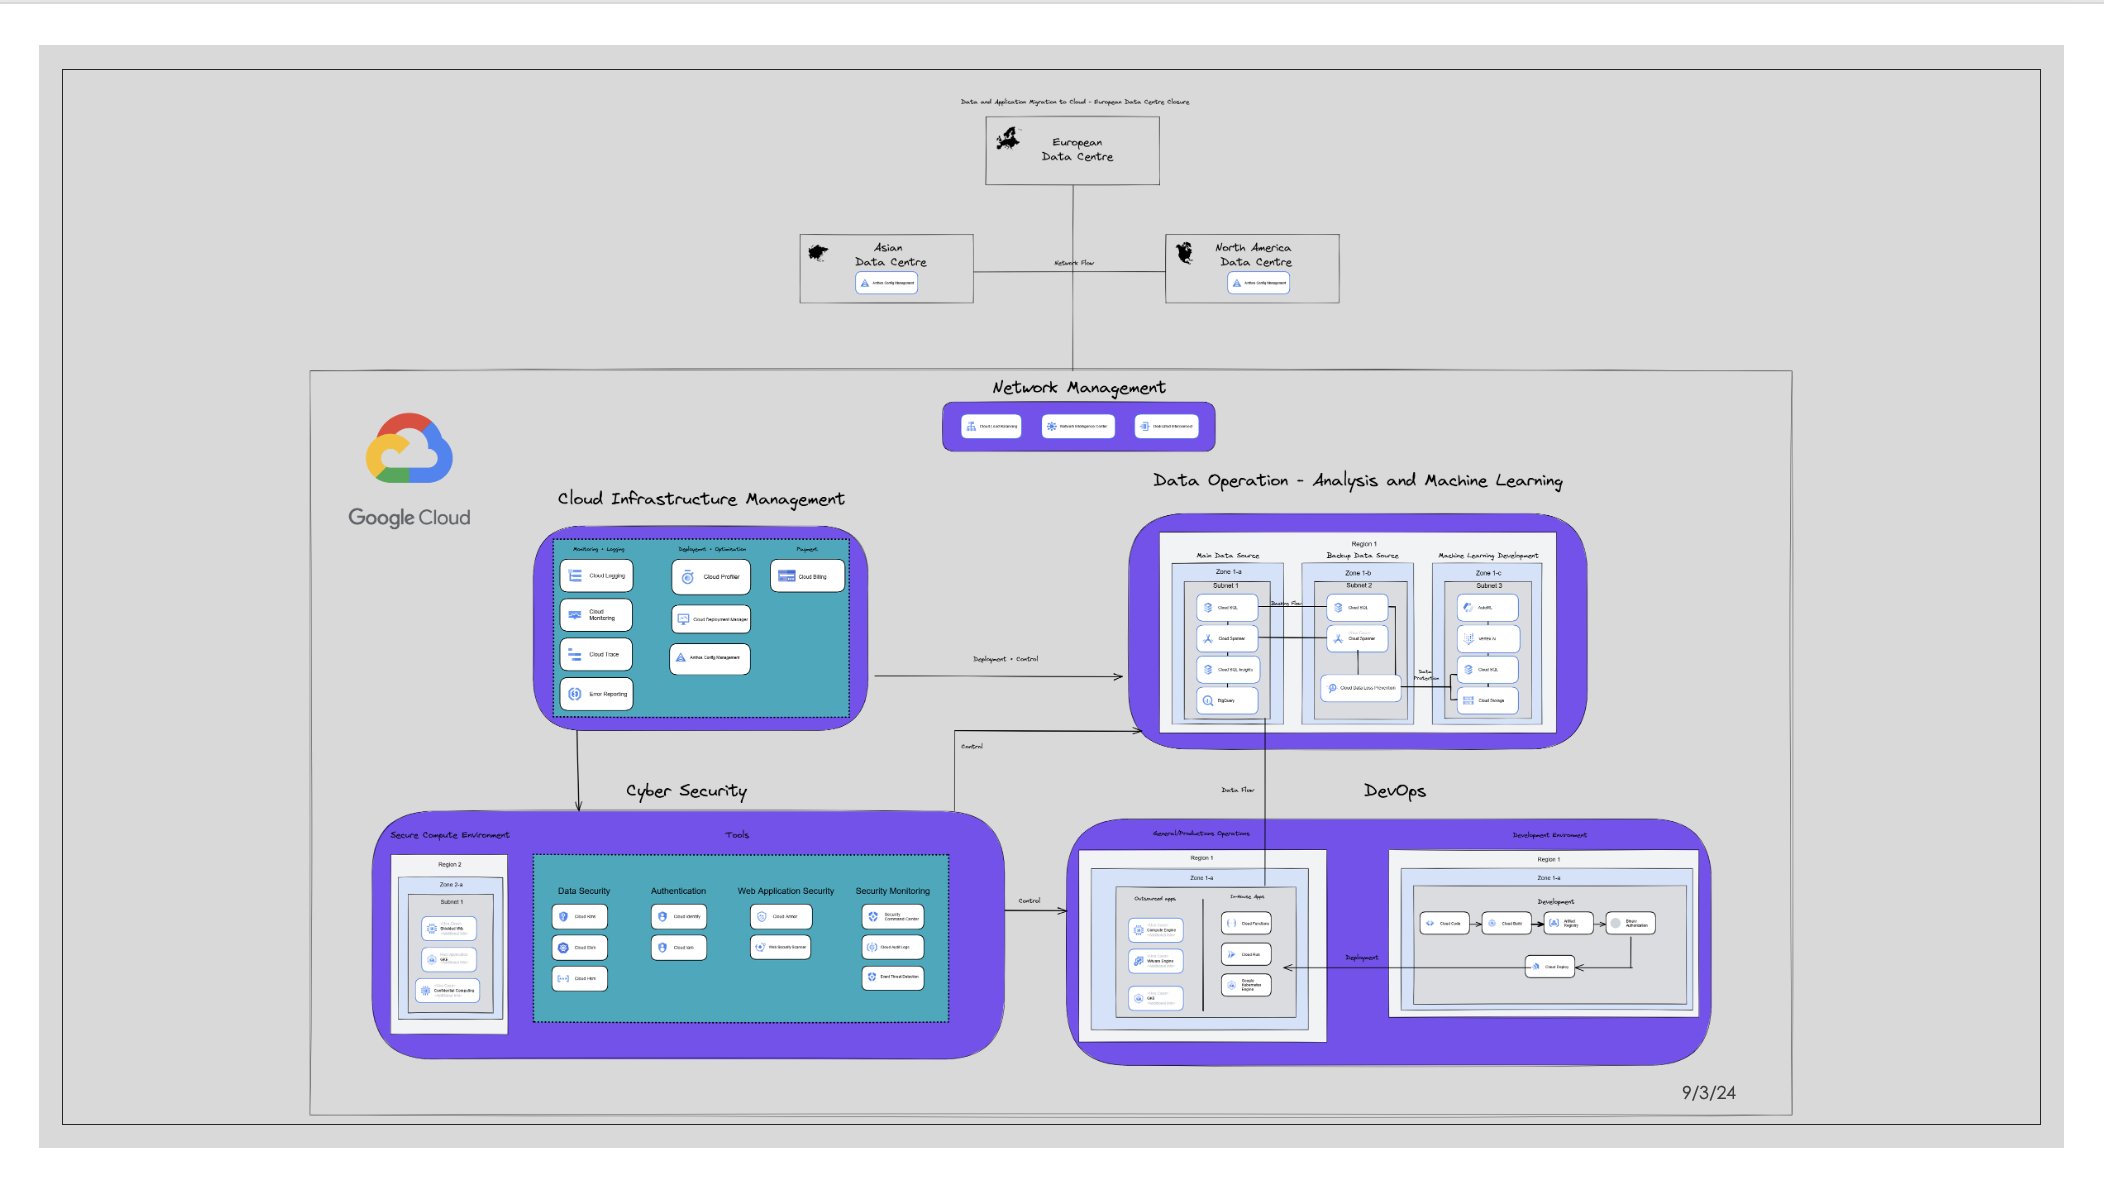 Data and Application Migration to Cloud - European Data Centre Closure
European
Data Centre
Asian
Data Centre
Anthos Config Management
Network Flow
North America
Data Centre
Anthos Config Management
Network Management
Cloud Load Balancing
Network Intelligence Center
Dedicated Interconnect
Google Cloud
Cloud Infrastructure Management
Monitoring + Logging
Cloud Logging
Cloud
Monitoring
Cloud Trace
Error Reporting
Deployment + Optimisation
Cloud Profiler
Cloud Deployment Manager
Anthos Config Management
Payment
Cloud Billing
Deployment + Control
Data Operation - Analysis and Machine Learning
Region 1
Main Data Source
Zone 1-a
Subnet 1
Cloud SQL
Cloud Spanner
Cloud SQL Insights
BigQuery
Backup Flow
Backup Data Source
Zone 1-b
Subnet 2
Cloud SQL
Cloud Spanner
Cloud Data Loss Prevention
Data
Protection
Machine Learning Development
Zone 1-c
Subnet 3
AutoML
Vertex AI
Cloud SQL
Cloud Storage
Control
Data Flow
Cyber Security
Secure Compute Environment
Region 2
Zone 2-a
Subnet 1
Shielded VMs
GKE
Confidential Computing
Tools
Data Security
Cloud KMS
Cloud HSM
Authentication
Cloud Identity
Cloud IAM
Web Application Security
Cloud Armor
Web Security Scanner
Security Monitoring
Security
Command Center
Cloud Audit Logs
Event Threat Detection
Control
DevOps
General/Productions Operations
Region 1
Zone 1-a
Outsourced apps
Compute Engine
VMware Engine
GKE
In-House Apps
Cloud Functions
Cloud Run
Google
Kubernetes
Engine
Deployment
Development Environment
Region 1
Zone 1-a
Development
Cloud Code
Cloud Build
Artifact
Registry
Binary
Authorization
Cloud Deploy
9/3/24